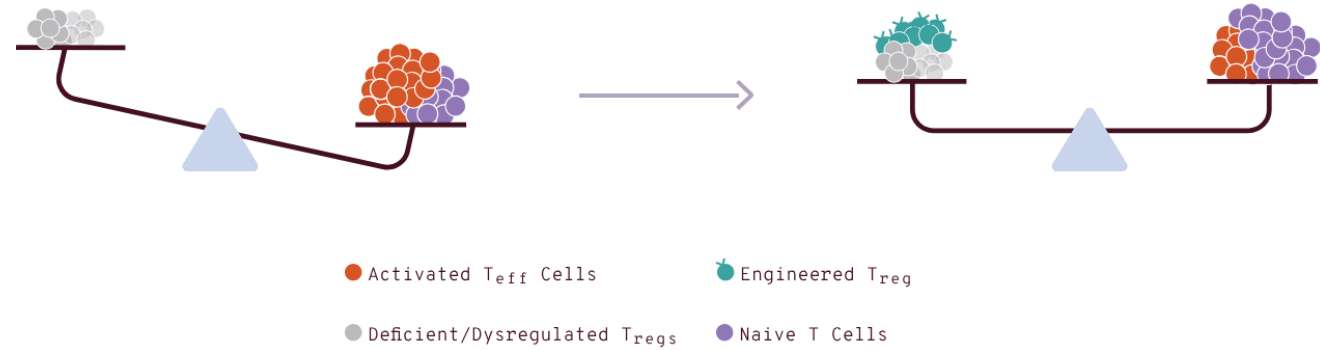 Activated Teff Cells
Engineered Treg
Deficient/Dysregulated Tregs
Naive T Cells